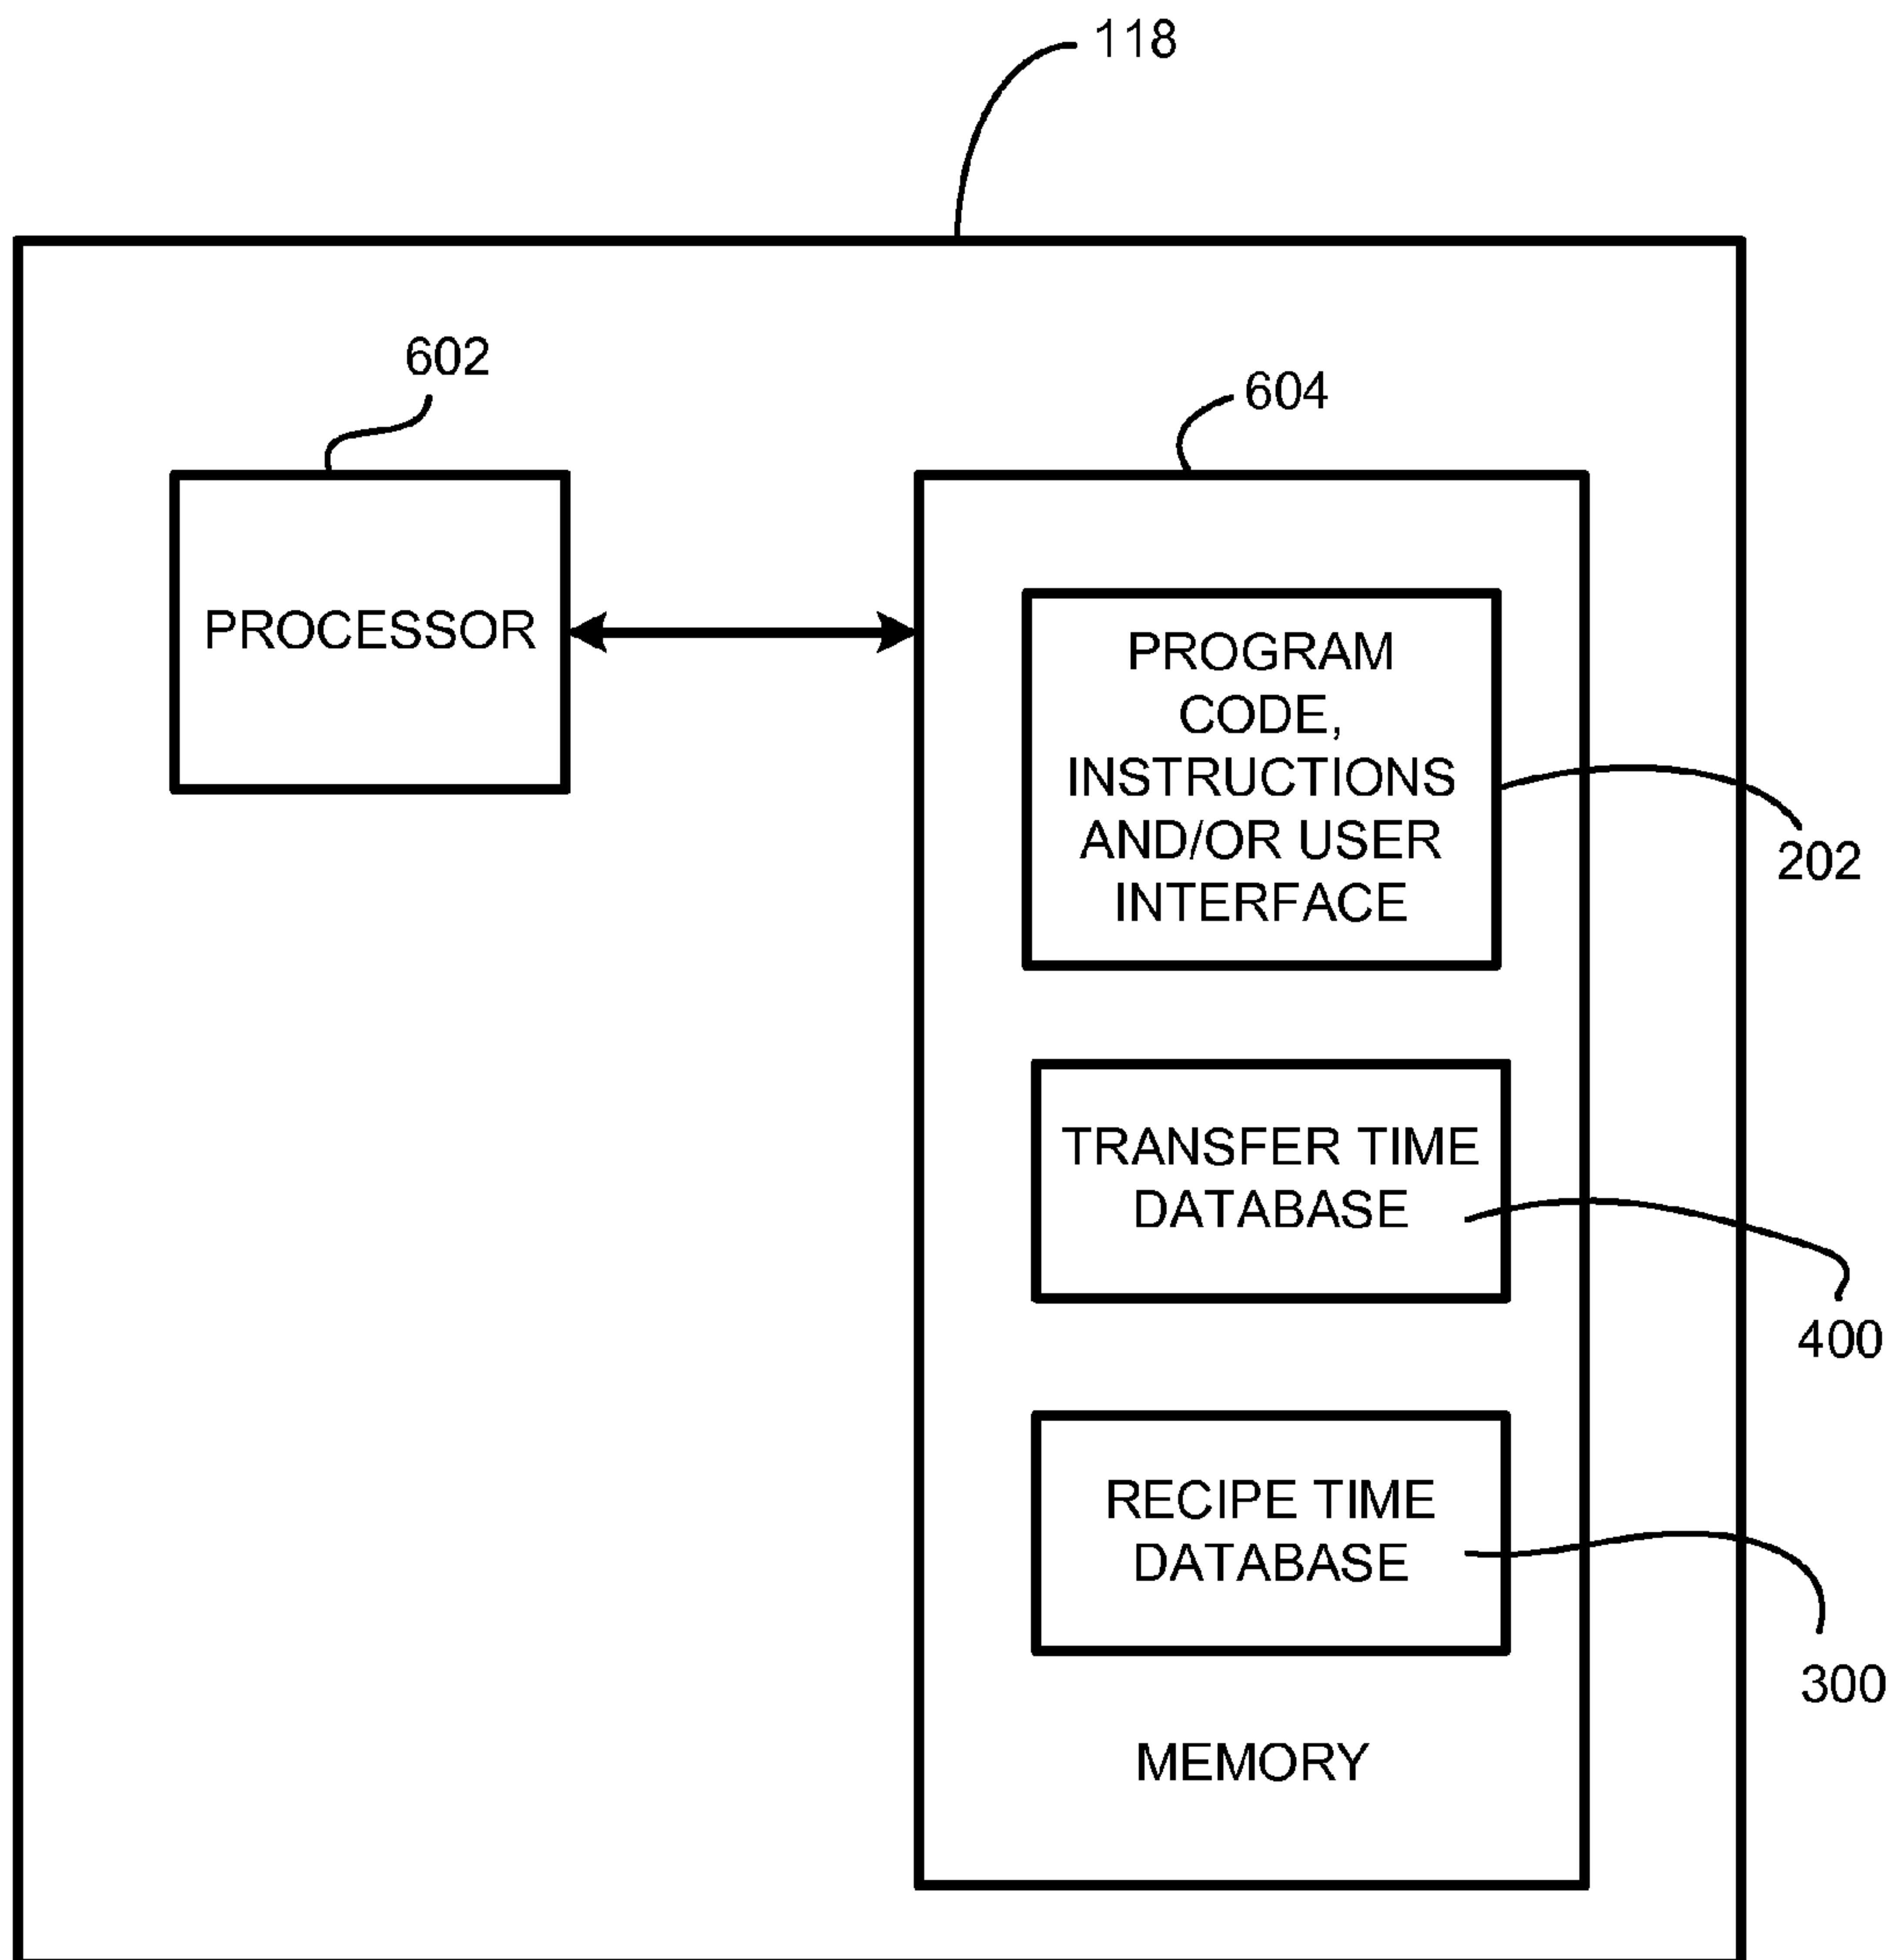 118
602
604
PROCESSOR
PROGRAM
CODE,
INSTRUCTIONS
AND/OR USER
INTERFACE
202
TRANSFER TIME
DATABASE
400
RECIPE TIME
DATABASE
300
MEMORY